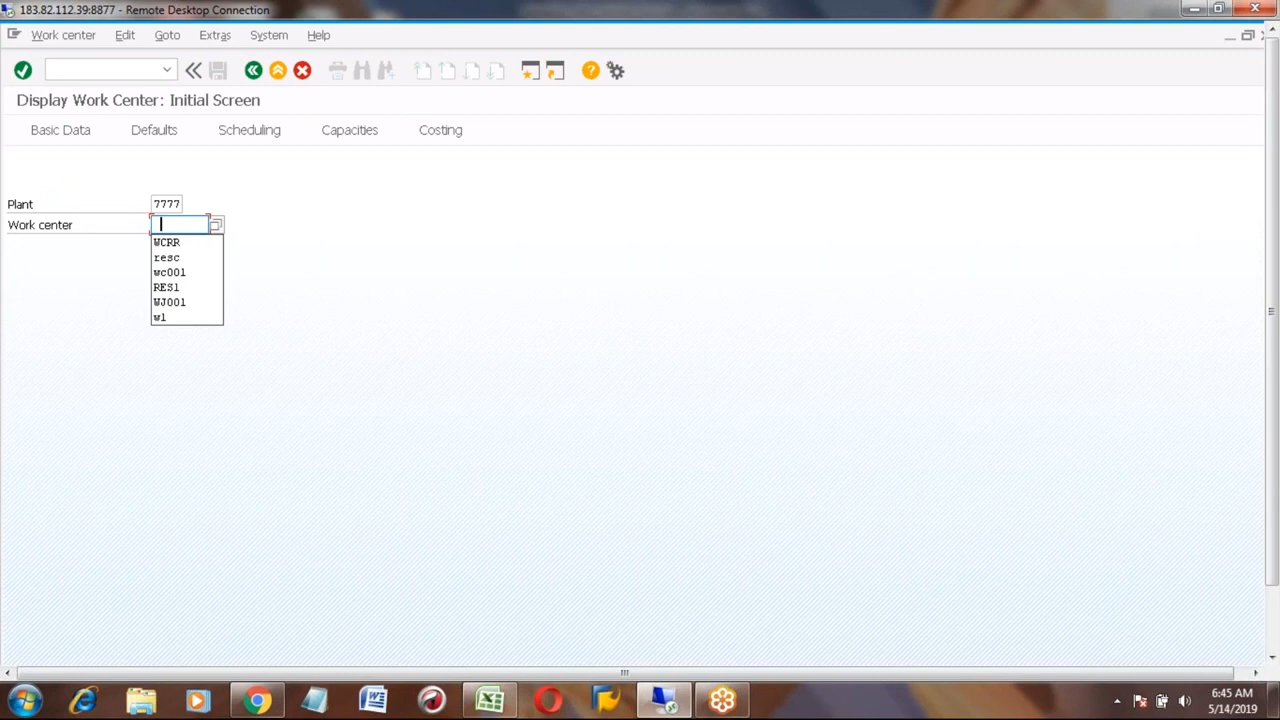 183.82.112.39:8877 - Remote Desktop Connection
Work center Edit Goto Extras System Help
Display Work Center: Initial Screen
Basic Data Defaults Scheduling Capacities Costing
Plant 7777
Work center
WCRR
resc
wc001
RES1
WJ001
w1
6:45 AM
5/14/2019